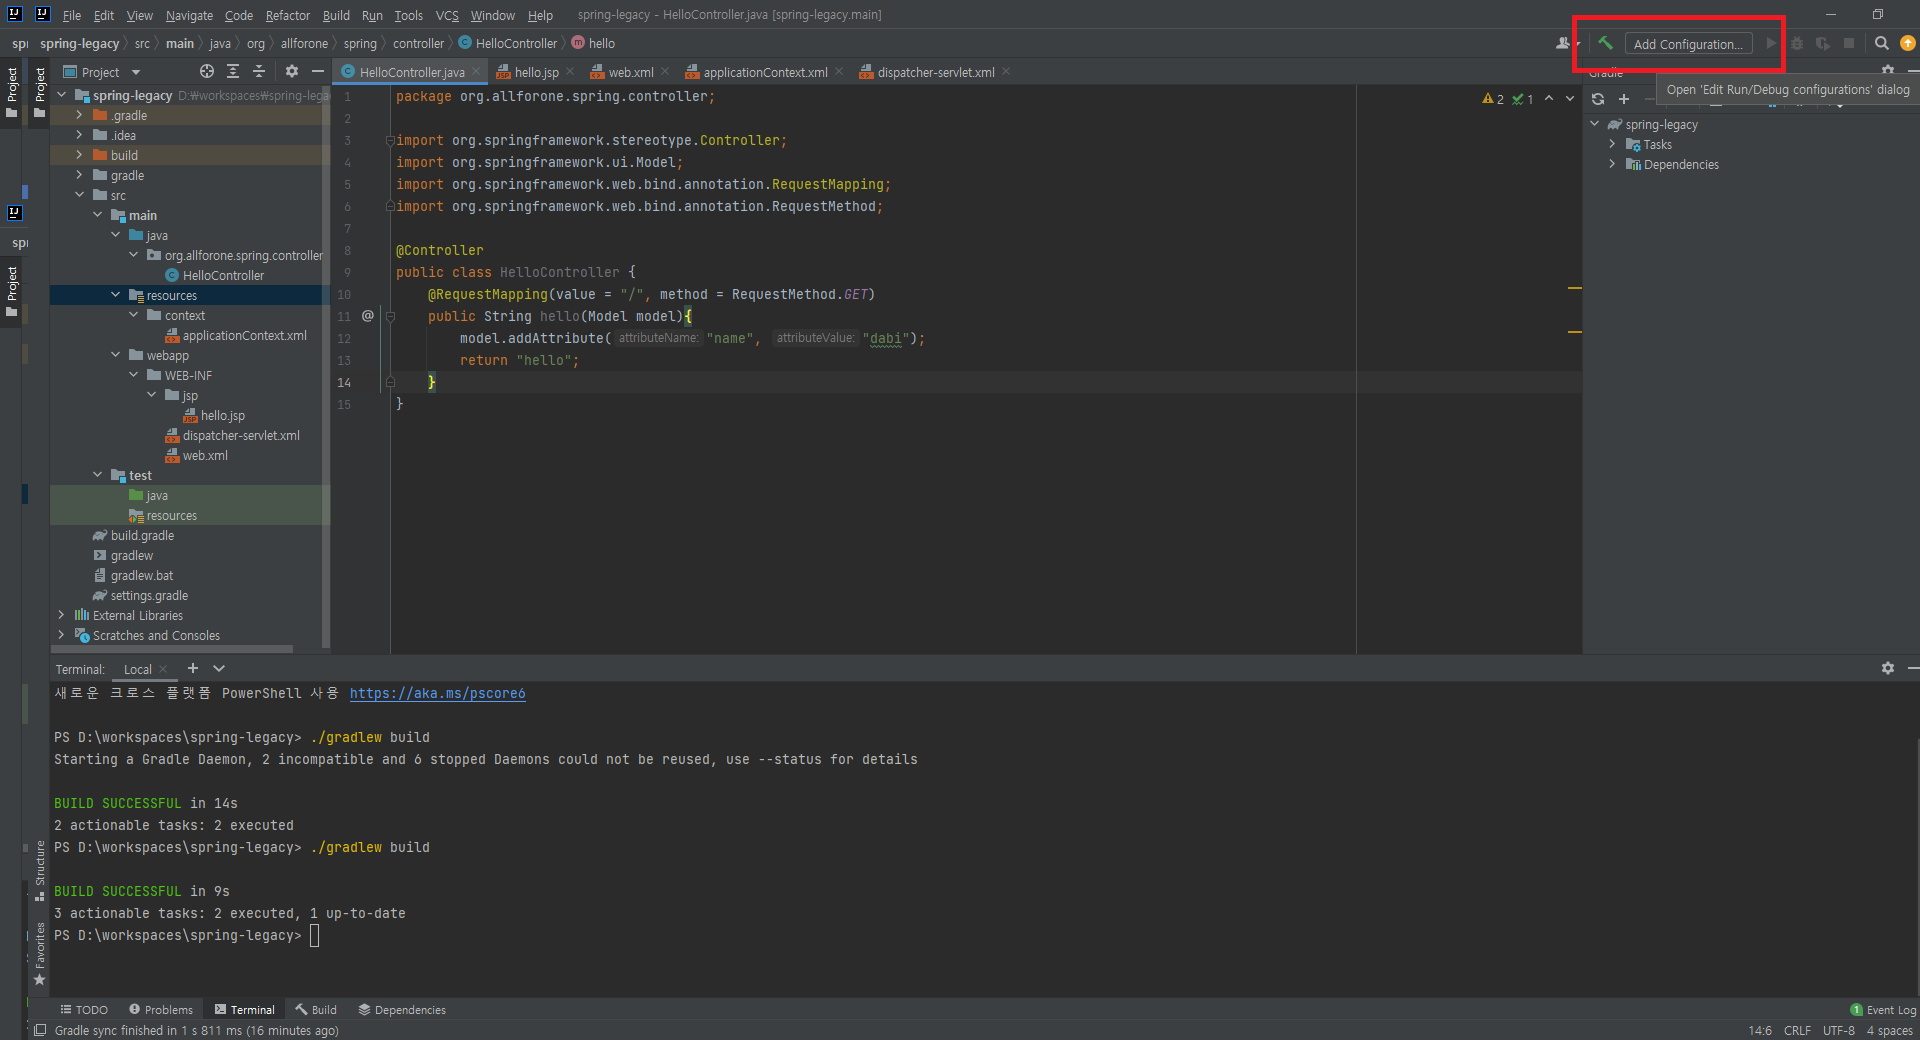 File Edit View Navigate Code Refactor Build Run Tools VCS Window Help spring-legacy - HelloController.java [spring-legacy.main]
spring-legacy src main java org allforone spring controller HelloController hello
Add Configuration...
Project
HelloController.java hello.jsp web.xml applicationContext.xml dispatcher-servlet.xml
Gradle
Open 'Edit Run/Debug configurations' dialog
Project
Project
Project
spring-legacy D:₩workspaces₩spring-lega
.gradle
.idea
build
gradle
src
main
java
org.allforone.spring.controller
HelloController
resources
context
applicationContext.xml
webapp
WEB-INF
jsp
hello.jsp
dispatcher-servlet.xml
web.xml
test
java
resources
build.gradle
gradlew
gradlew.bat
settings.gradle
External Libraries
Scratches and Consoles
2 1
1 package org.allforone.spring.controller;
2
3 import org.springframework.stereotype.Controller;
4 import org.springframework.ui.Model;
5 import org.springframework.web.bind.annotation.RequestMapping;
6 import org.springframework.web.bind.annotation.RequestMethod;
7
8 @Controller
9 public class HelloController {
10 @RequestMapping(value = "/", method = RequestMethod.GET)
11 @ public String hello(Model model){
12 model.addAttribute( attributeName: "name", attributeValue: "dabi");
13 return "hello";
14 }
15 }
spring-legacy
Tasks
Dependencies
Terminal: Local
새로운 크로스 플랫폼 PowerShell 사용 https://aka.ms/pscore6
PS D:\workspaces\spring-legacy> ./gradlew build
Starting a Gradle Daemon, 2 incompatible and 6 stopped Daemons could not be reused, use --status for details
BUILD SUCCESSFUL in 14s
2 actionable tasks: 2 executed
PS D:\workspaces\spring-legacy> ./gradlew build
BUILD SUCCESSFUL in 9s
3 actionable tasks: 2 executed, 1 up-to-date
PS D:\workspaces\spring-legacy>
Structure
Favorites
TODO Problems Terminal Build Dependencies 1 Event Log
Gradle sync finished in 1 s 811 ms (16 minutes ago) 14:6 CRLF UTF-8 4 spaces